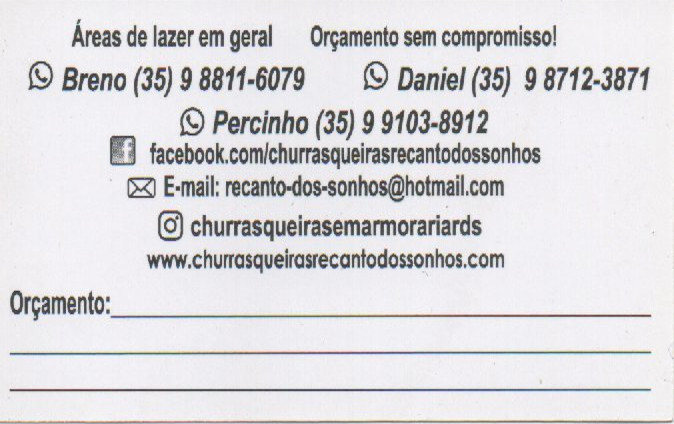 Áreas de lazer em geral Orçamento sem compromisso!
Breno (35) 9 8811-6079 Daniel (35) 9 8712-3871
Percinho (35) 9 9103-8912
facebook.com/churrasqueirasrecantodossonhos
E-mail: recanto-dos-sonhos@hotmail.com
churrasqueirasemarmorariards
www.churrasqueirasrecantodossonhos.com
Orçamento: